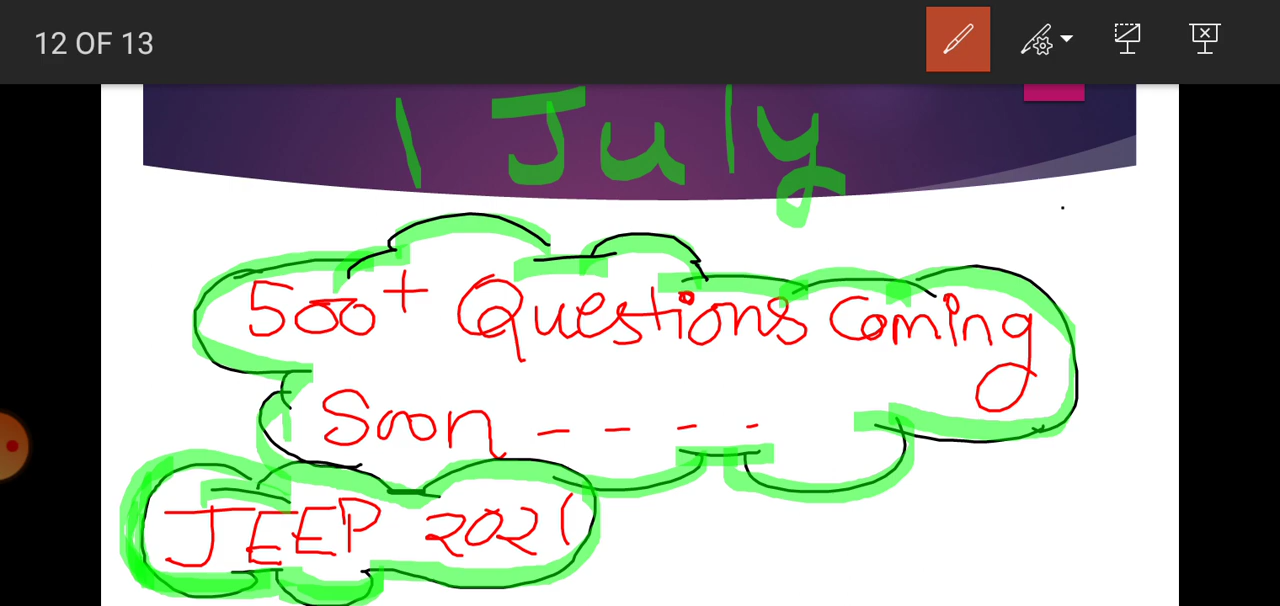 12 OF 13
1 July
500+ Questions Coming
Soon - - - -
JEEP 2021